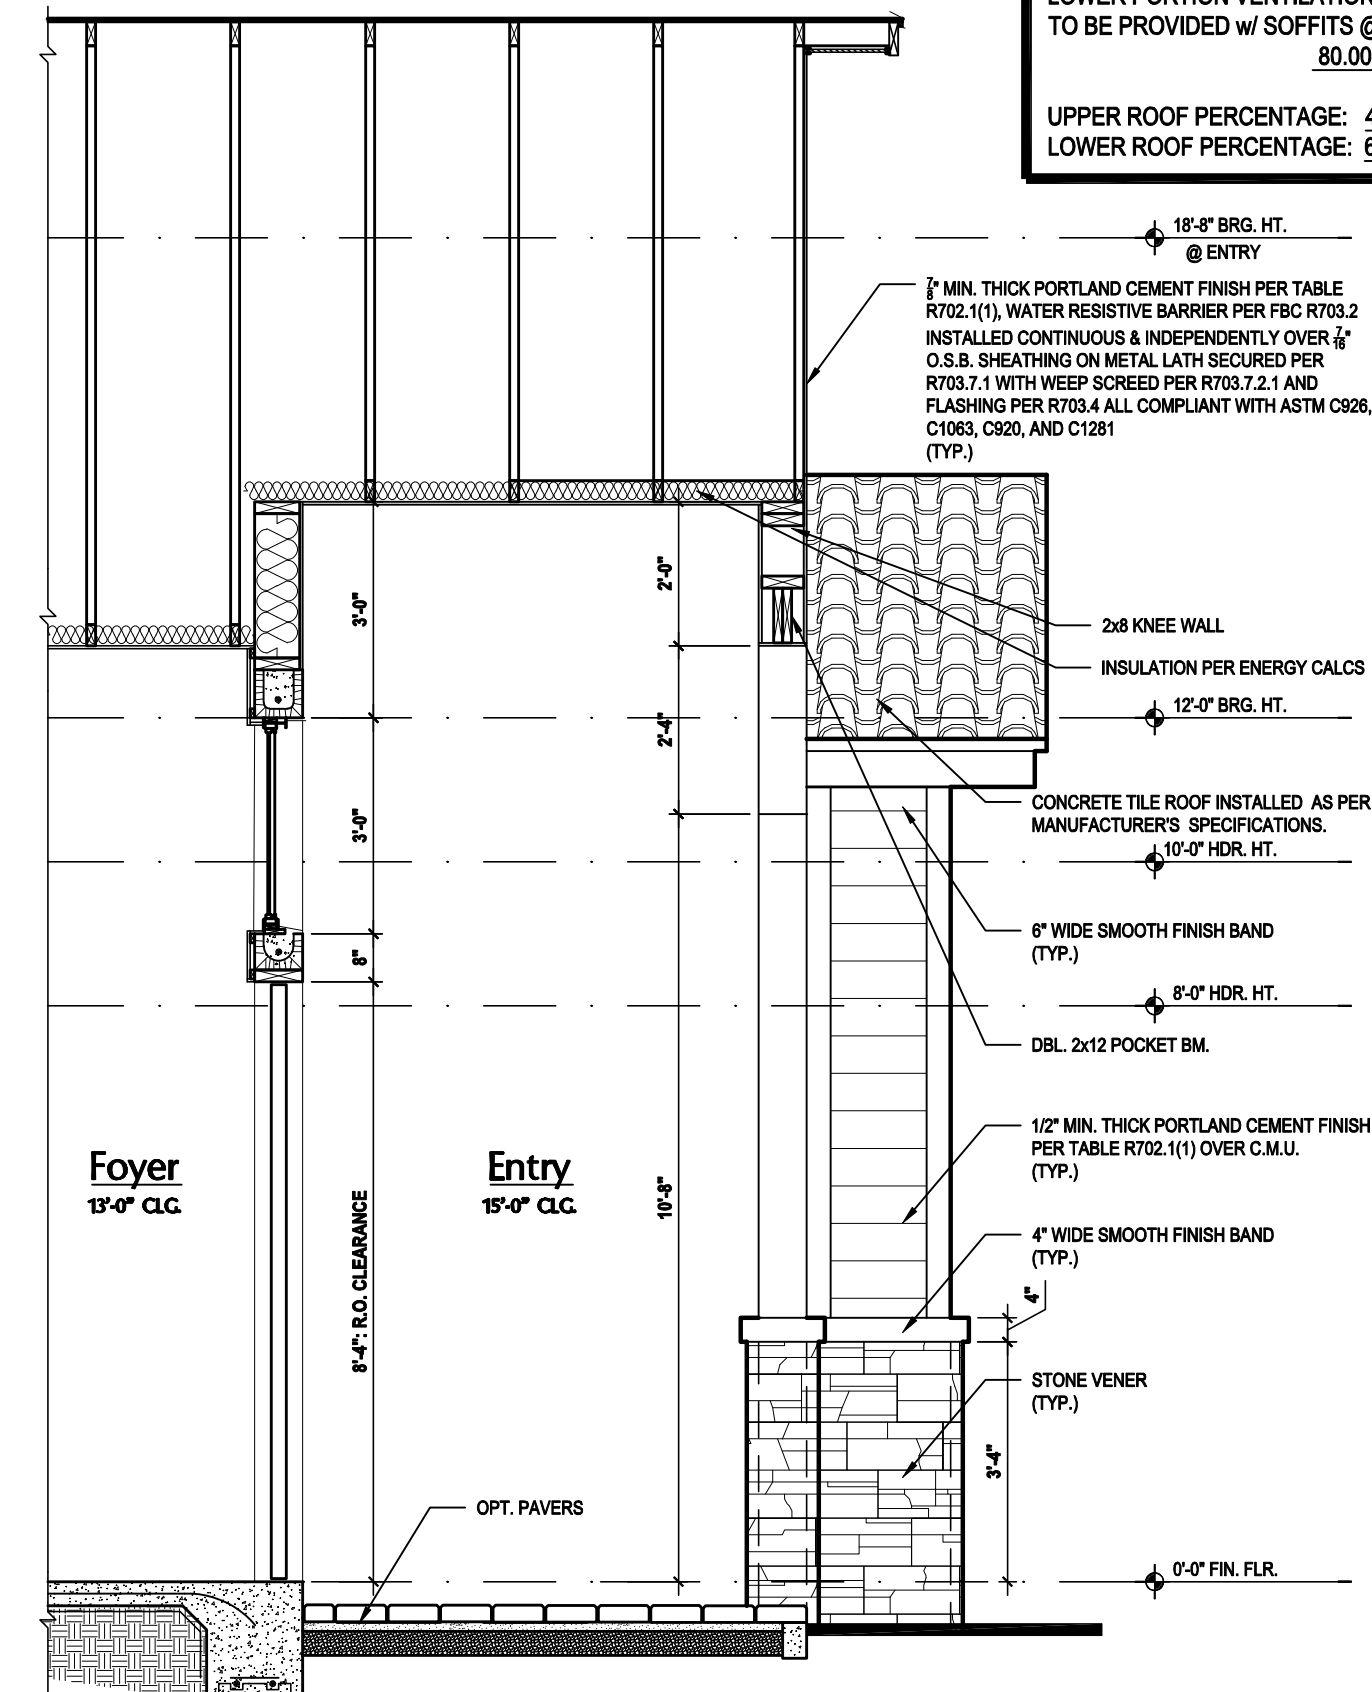 LOWER PORTION VENTILATION
TO BE PROVIDED w/ SOFFITS @
80.00
UPPER ROOF PERCENTAGE: 4
LOWER ROOF PERCENTAGE: 6
18'-8" BRG. HT.
@ ENTRY
7/8" MIN. THICK PORTLAND CEMENT FINISH PER TABLE
R702.1(1), WATER RESISTIVE BARRIER PER FBC R703.2
INSTALLED CONTINUOUS & INDEPENDENTLY OVER 7/16"
O.S.B. SHEATHING ON METAL LATH SECURED PER
R703.7.1 WITH WEEP SCREED PER R703.7.2.1 AND
FLASHING PER R703.4 ALL COMPLIANT WITH ASTM C926,
C1063, C920, AND C1281
(TYP.)
3'-0"
2'-0"
2x8 KNEE WALL
INSULATION PER ENERGY CALCS
12'-0" BRG. HT.
2'-4"
3'-0"
CONCRETE TILE ROOF INSTALLED AS PER
MANUFACTURER'S SPECIFICATIONS.
10'-0" HDR. HT.
6" WIDE SMOOTH FINISH BAND
(TYP.)
8"
8'-0" HDR. HT.
DBL. 2x12 POCKET BM.
1/2" MIN. THICK PORTLAND CEMENT FINISH
PER TABLE R702.1(1) OVER C.M.U.
(TYP.)
Foyer
13'-0" CLG.
Entry
15'-0" CLG.
8'-4": R.O. CLEARANCE
10'-8"
4" WIDE SMOOTH FINISH BAND
(TYP.)
4"
STONE VENER
(TYP.)
3'-4"
OPT. PAVERS
0'-0" FIN. FLR.